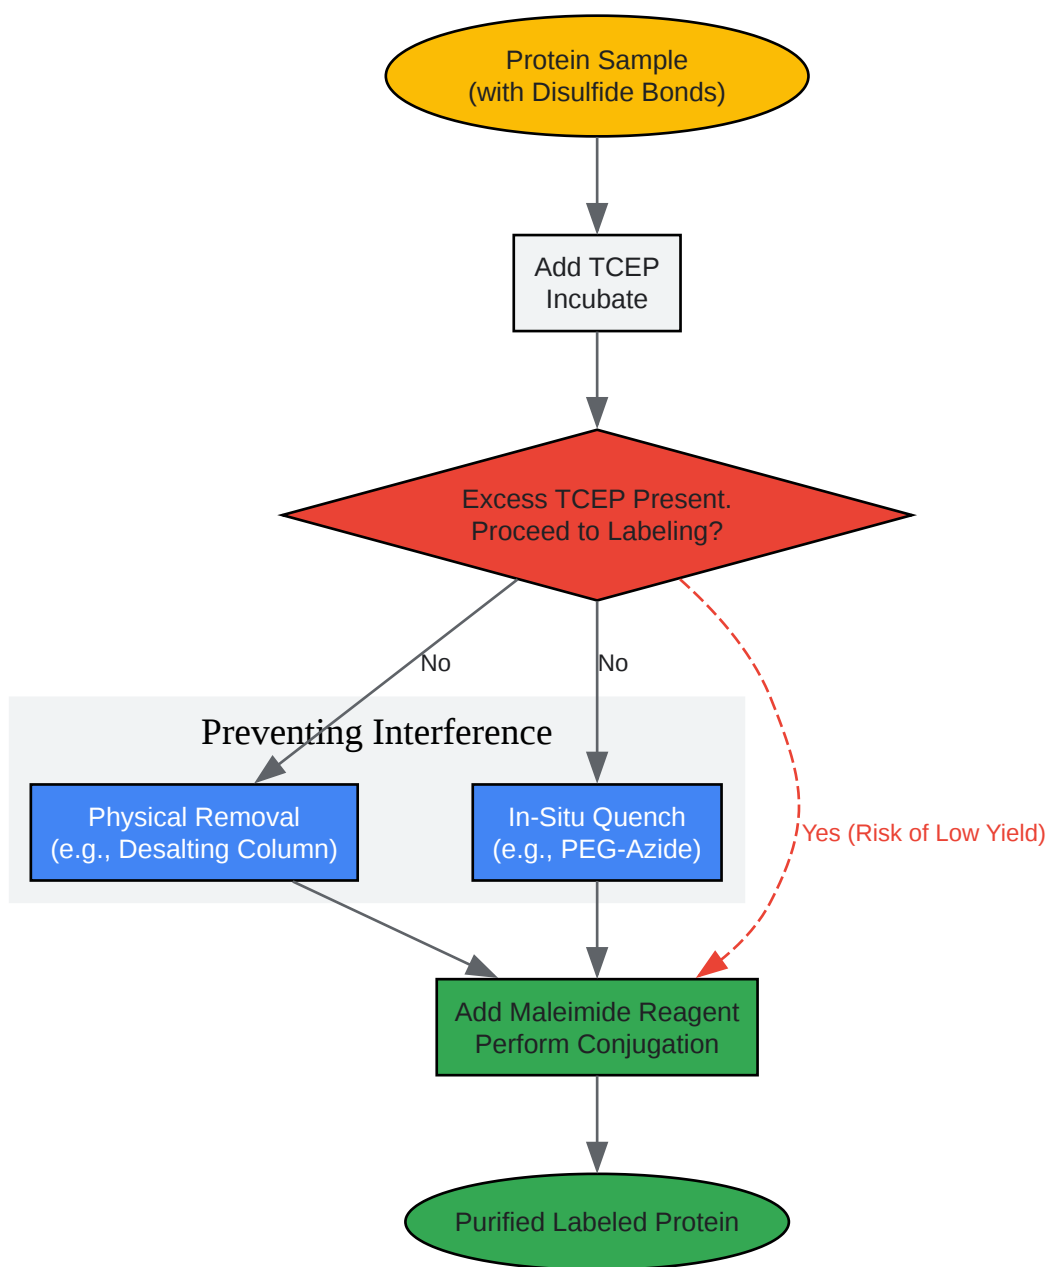 Protein Sample
(with Disulfide Bonds)
Add TCEP
Incubate
Excess TCEP Present.
Proceed to Labeling?
No
No
Preventing Interference
Physical Removal
(e.g., Desalting Column)
In-Situ Quench
(e.g., PEG-Azide)
Yes (Risk of Low Yield)
Add Maleimide Reagent
Perform Conjugation
Purified Labeled Protein